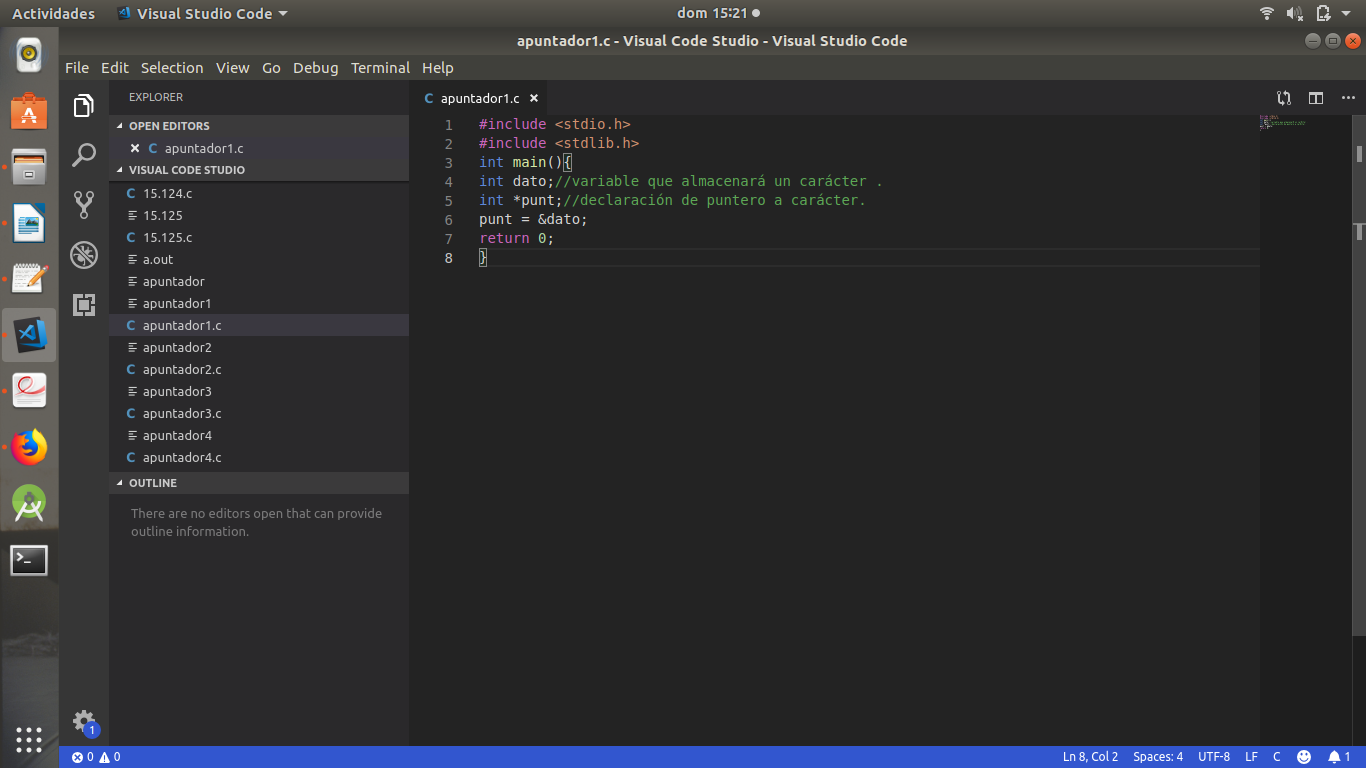 Actividades Visual Studio Code dom 15:21
apuntador1.c - Visual Code Studio - Visual Studio Code
File Edit Selection View Go Debug Terminal Help
EXPLORER
OPEN EDITORS
C apuntador1.c
VISUAL CODE STUDIO
C 15.124.c
15.125
C 15.125.c
a.out
apuntador
apuntador1
C apuntador1.c
apuntador2
C apuntador2.c
apuntador3
C apuntador3.c
apuntador4
C apuntador4.c
OUTLINE
There are no editors open that can provide
outline information.
1
C apuntador1.c
1 #include <stdio.h>
2 #include <stdlib.h>
3 int main(){
4 int dato;//variable que almacenará un carácter .
5 int *punt;//declaración de puntero a carácter.
6 punt = &dato;
7 return 0;
8 }
0 0 Ln 8, Col 2 Spaces: 4 UTF-8 LF C 1